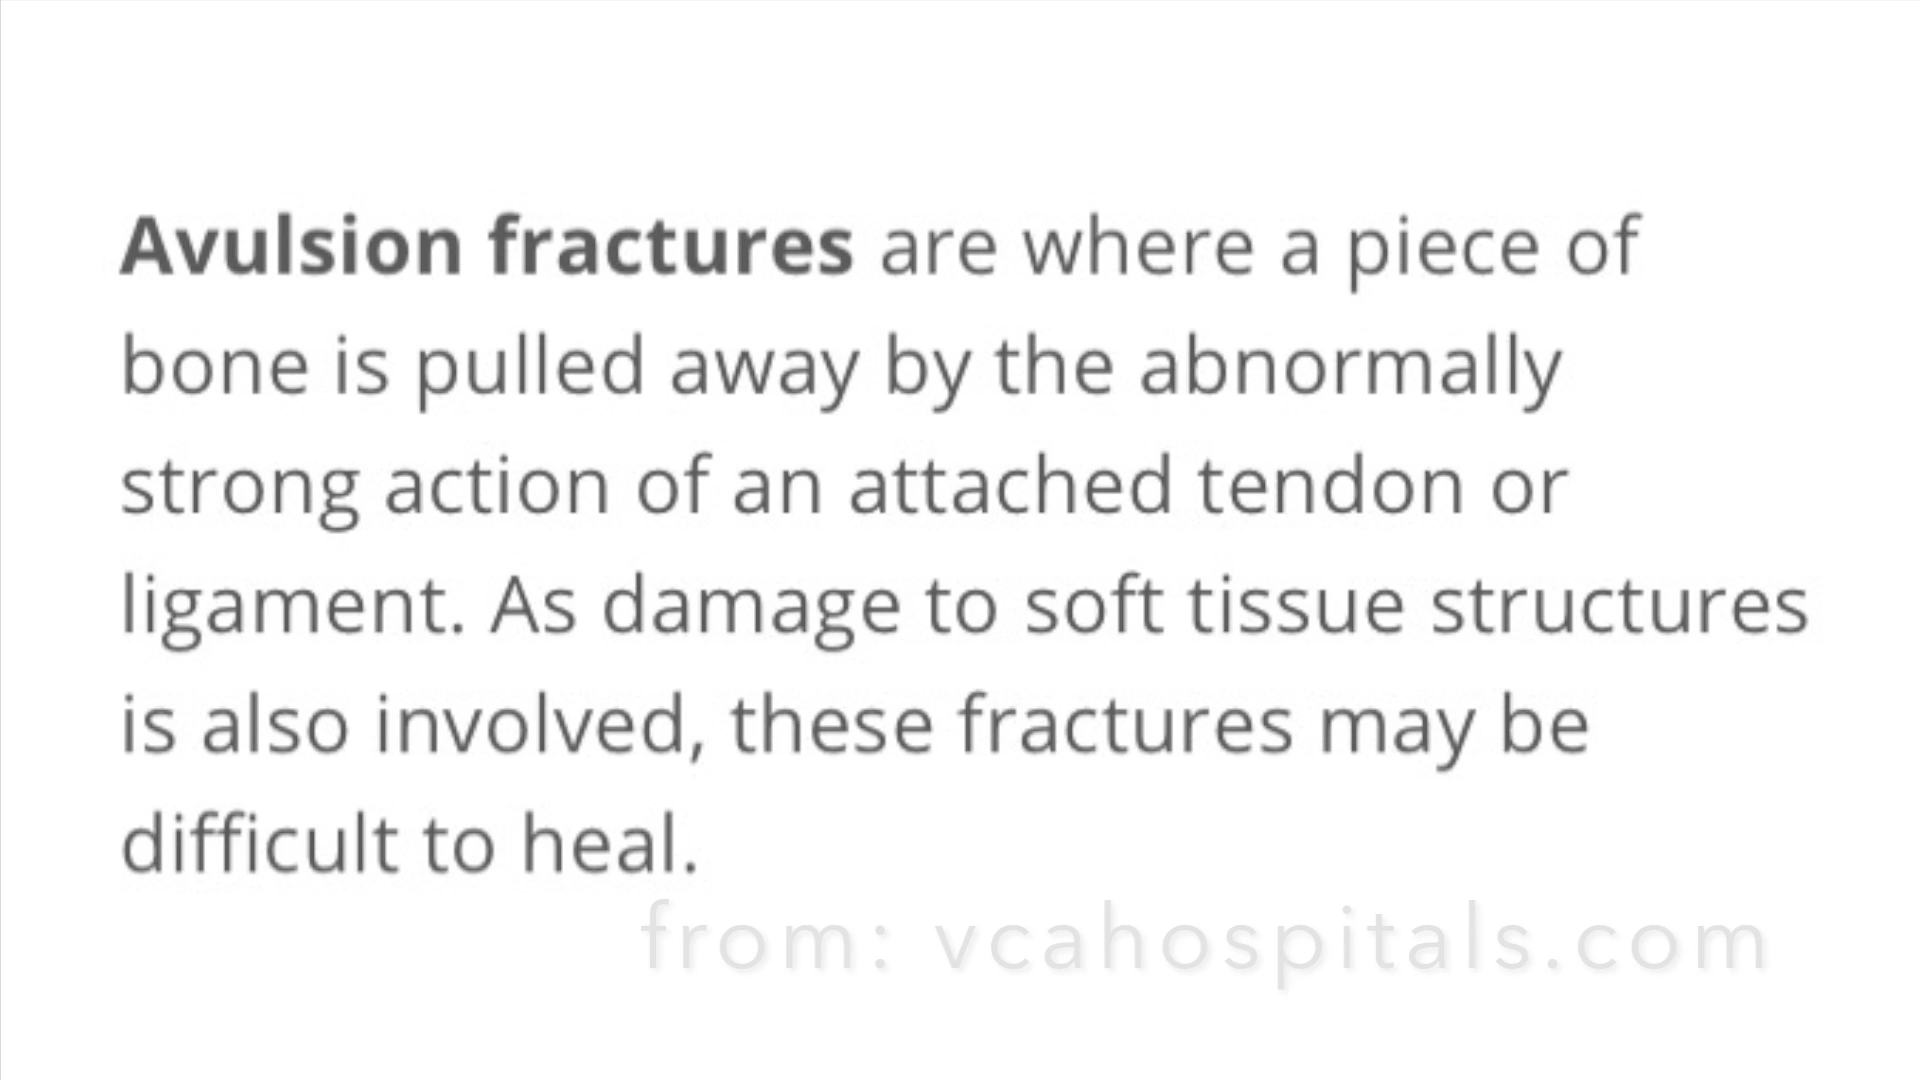 Avulsion fractures are where a piece of
bone is pulled away by the abnormally
strong action of an attached tendon or
ligament. As damage to soft tissue structures
is also involved, these fractures may be
difficult to heal.
from: vcahospitals.com